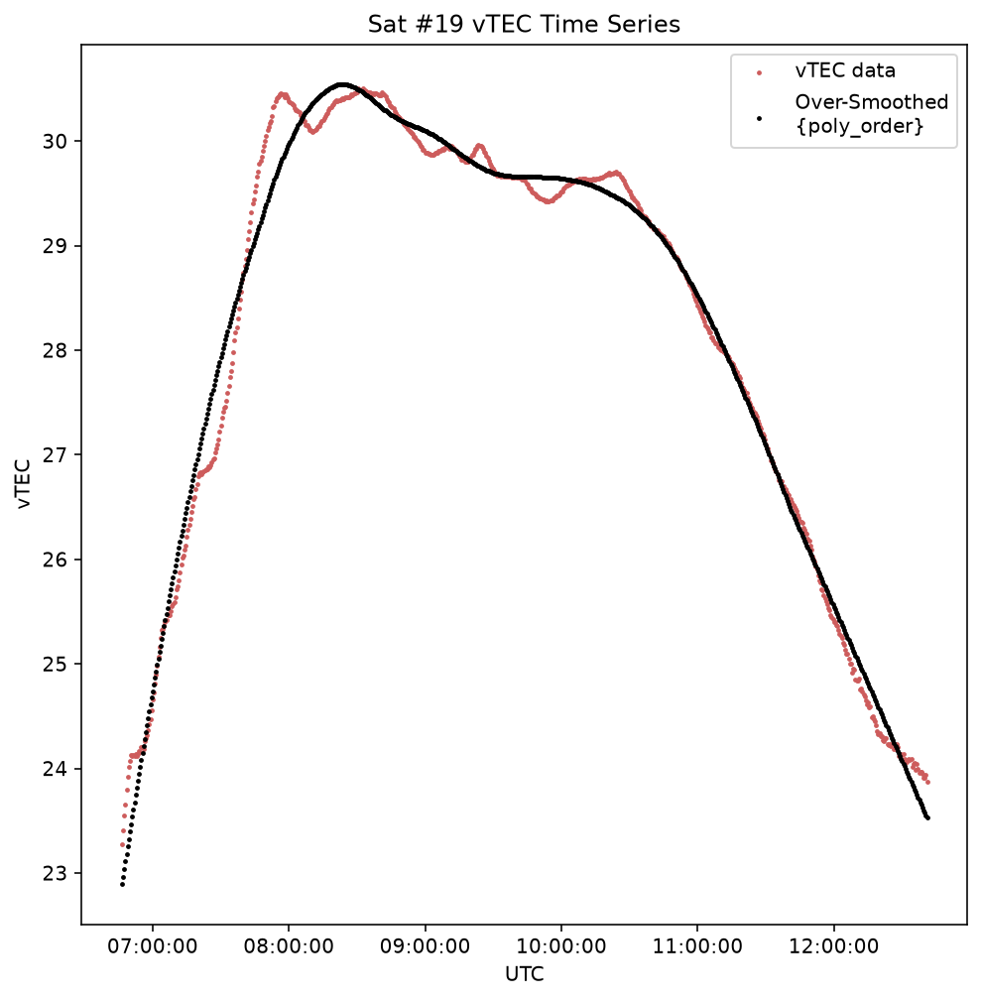 Sat #19 vTEC Time Series
vTEC data
Over-Smoothed
{poly_order}
vTEC
30
29
28
27
26
25
24
23
07:00:00
08:00:00
09:00:00
10:00:00
11:00:00
12:00:00
UTC